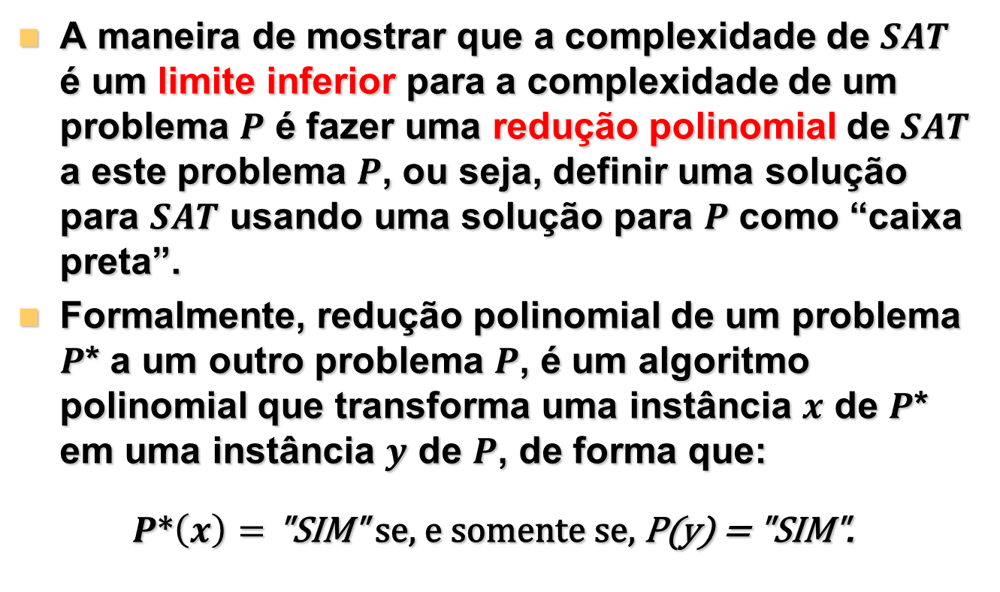 A maneira de mostrar que a complexidade de SAT
é um limite inferior para a complexidade de um
problema P é fazer uma redução polinomial de SAT
a este problema P, ou seja, definir uma solução
para SAT usando uma solução para P como “caixa
preta”.
Formalmente, redução polinomial de um problema
P* a um outro problema P, é um algoritmo
polinomial que transforma uma instância x de P*
em uma instância y de P, de forma que:
P*(x) = "SIM" se, e somente se, P(y) = "SIM".